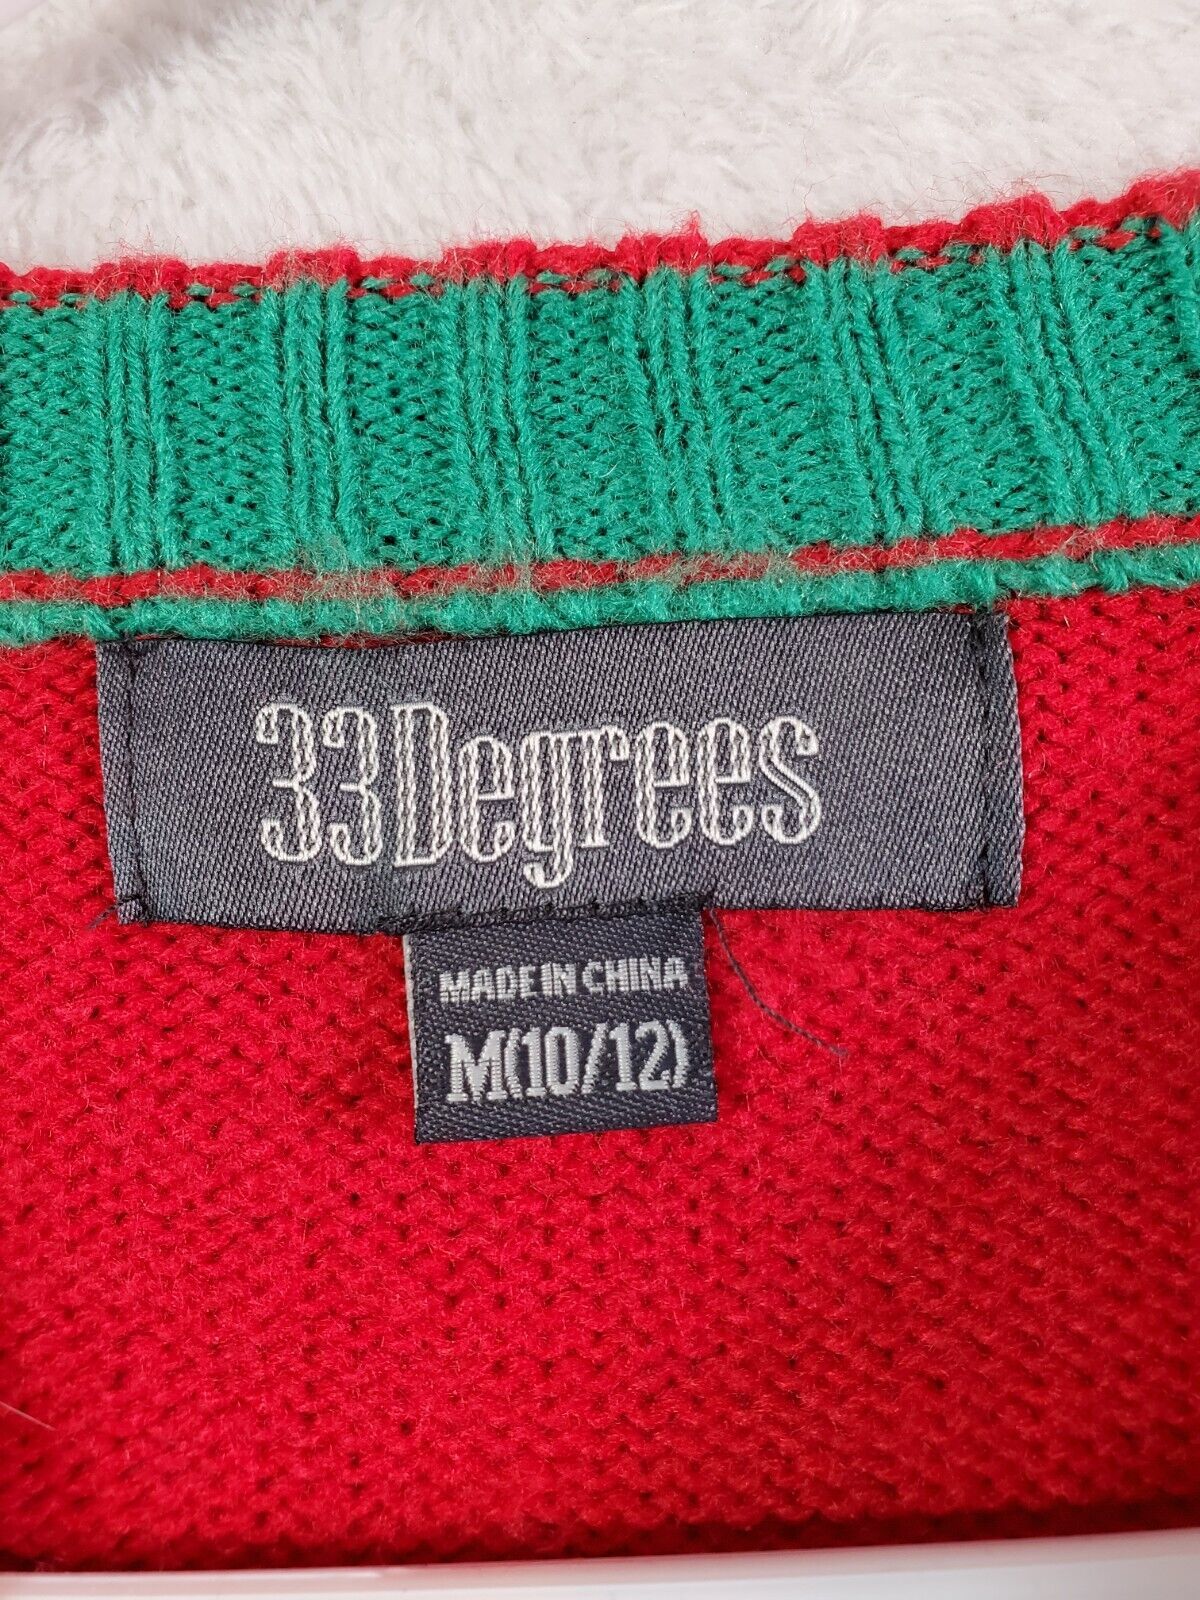 33Degrees
MADE IN CHINA
M(10/12)